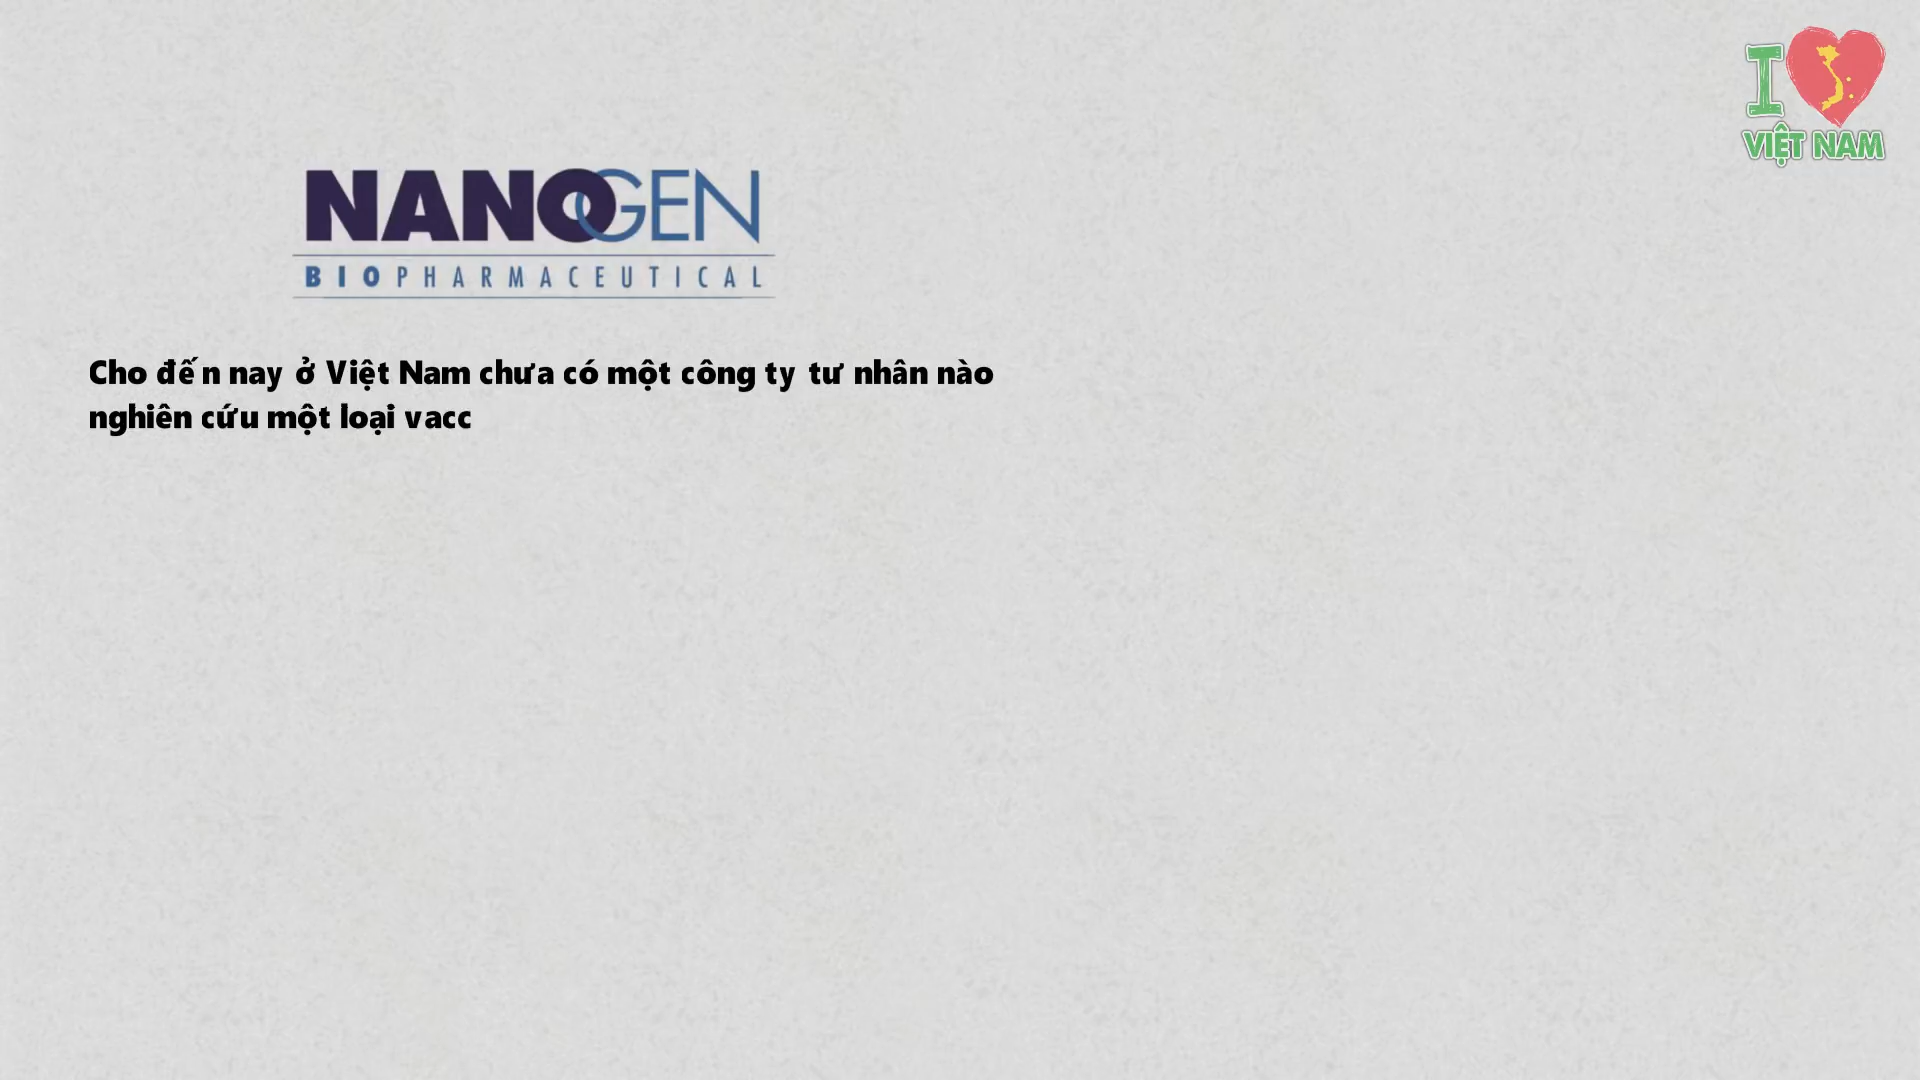 I
VIỆT NAM
NANOGEN
BIOPHARMACEUTICAL
Cho đến nay ở Việt Nam chưa có một công ty tư nhân nào
nghiên cứu một loại vacc